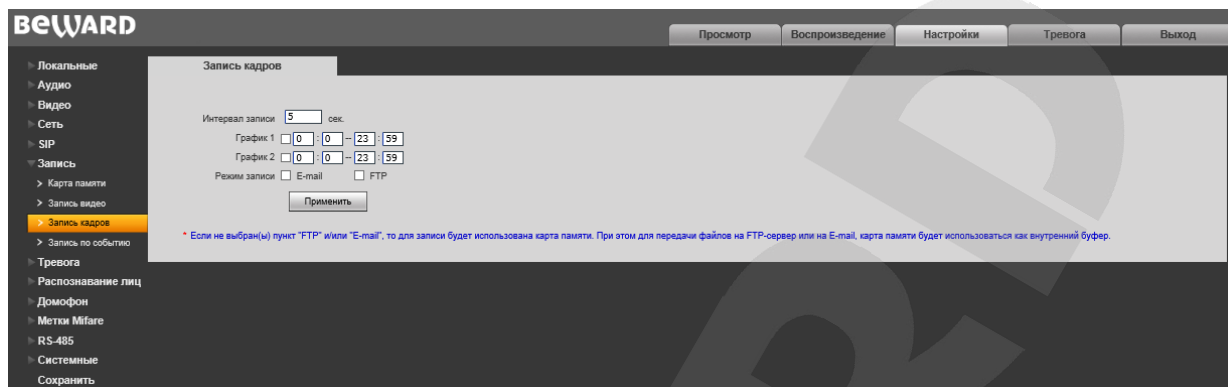 BEWARD
Просмотр Воспроизведение Настройки Тревога Выход
Локальные
Аудио
Видео
Сеть
SIP
Запись
> Карта памяти
> Запись видео
> Запись кадров
> Запись по событию
Тревога
Распознавание лиц
Домофон
Метки Mifare
RS-485
Системные
Сохранить
Запись кадров
Интервал записи 5 сек.
График 1 0 : 0 -- 23 : 59
График 2 0 : 0 -- 23 : 59
Режим записи E-mail FTP
Применить
* Если не выбран(ы) пункт "FTP" и/или "E-mail", то для записи будет использована карта памяти. При этом для передачи файлов на FTP-сервер или на E-mail, карта памяти будет использоваться как внутренний буфер.